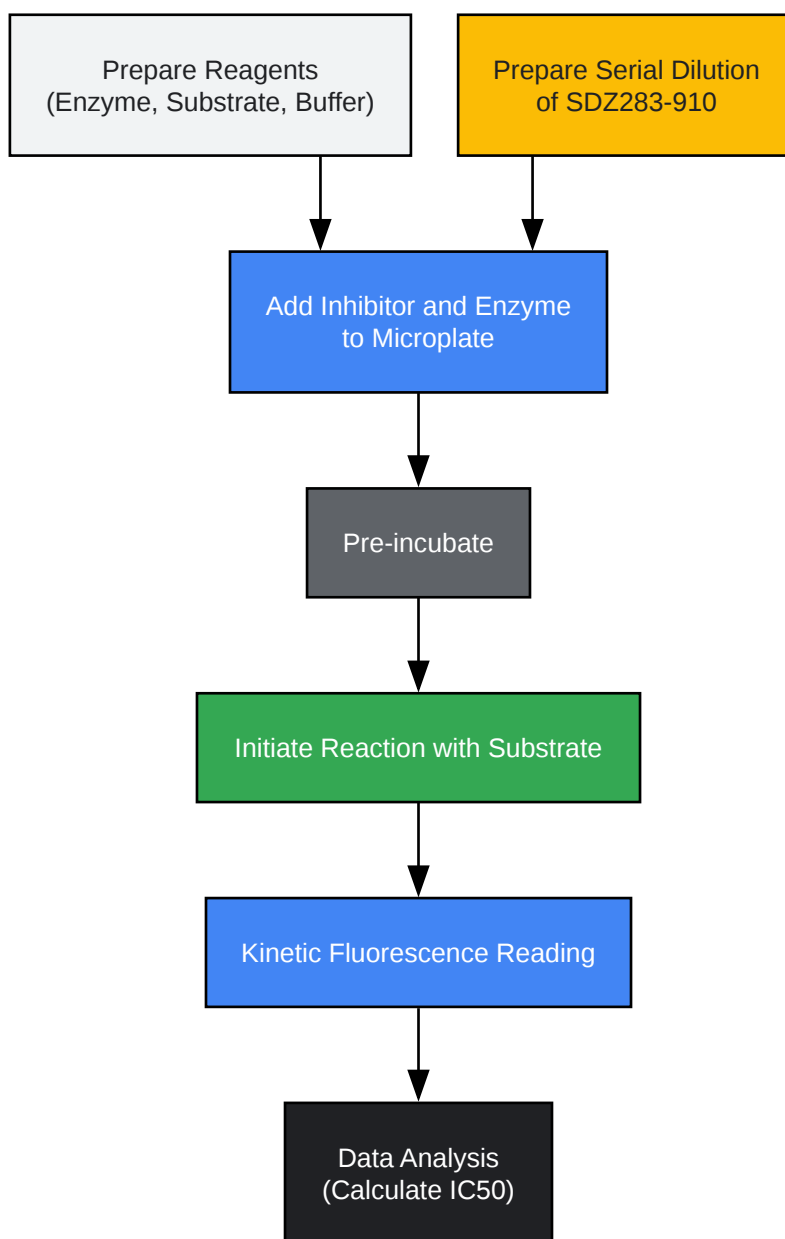 Prepare Reagents
(Enzyme, Substrate, Buffer)
Prepare Serial Dilution
of SDZ283-910
Add Inhibitor and Enzyme
to Microplate
Pre-incubate
Initiate Reaction with Substrate
Kinetic Fluorescence Reading
Data Analysis
(Calculate IC50)